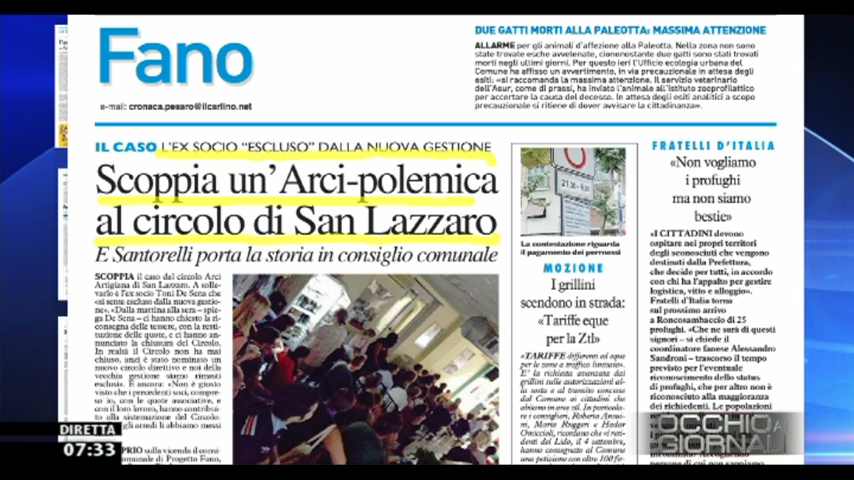 Fano
e-mail: cronaca.pesaro@ilcarlino.net
DUE GATTI MORTI ALLA PALEOTTA: MASSIMA ATTENZIONE
ALLARME per gli animali d'affezione alla Paleotta. Nella zona non sono
state trovate esche avvelenate, ciononostante due gatti sono stati trovati
morti negli ultimi giorni. Per questo ieri l'Ufficio ecologia urbana del
Comune ha affisso un avvertimento, in via precauzionale in attesa degli
esiti: «si raccomanda la massima attenzione. Il servizio veterinario
dell'Asur, come di prassi, ha inviato l'animale all'istituto zooprofilattico
per accertare la causa del decesso. In attesa degli esiti analitici a scopo
precauzionale si ritiene di dover avvisare la cittadinanza».
IL CASO L'EX SOCIO "ESCLUSO" DALLA NUOVA GESTIONE
Scoppia un'Arci-polemica
al circolo di San Lazzaro
E Santorelli porta la storia in consiglio comunale
SCOPPIA il caso del circolo Arci
Artigiana di San Lazzaro. A solle-
varlo è l'ex socio Toni De Sena che
«si sente escluso dalla nuova gestio-
ne». «Dalla mattina alla sera – spie-
ga De Sena – ci hanno chiesto la ri-
consegna delle tessere, con la resti-
tuzione delle quote, e ci hanno an-
nunciato la chiusura del Circolo.
In realtà il Circolo non ha mai
chiuso, anzi è stato nominato un
nuovo circolo direttivo e noi della
vecchia gestione siamo rimasti
esclusi». E ancora: «Non è giusto
visto che i precedenti soci, compre-
so io, con le quote associative, e
con il loro lavoro, hanno contribui-
to alla sistemazione del Circolo.
gli arredi li abbiamo messi
PRIO sulla vicenda il consi-
comunale di Progetto Fano,
21.00
La contestazione riguarda
il pagamento dei permessi
MOZIONE
I grillini
scendono in strada:
«Tariffe eque
per la Ztl»
«TARIFFE differenti ed eque
per le zone a traffico limitato».
E' la richiesta avanzata dai
grillini sulle autorizzazioni al-
la sosta e al transito concesse
dal Comune ai cittadini che
abitano in aree ztl. In particola-
re i consiglieri, Roberta Ansui-
ni, Marta Ruggeri e Hadar
Omiccioli, ricordano che «i resi-
denti del Lido, il 4 settembre,
hanno consegnato al Comune
una petizione con oltre 100 fir-
FRATELLI D'ITALIA
«Non vogliamo
i profughi
ma non siamo
bestie»
«I CITTADINI devono
ospitare nei propri territori
degli sconosciuti che vengono
destinati dalla Prefettura,
che decide per tutti, in accordo
con chi ha l'appalto per gestire
logistica, vitto e alloggio».
Fratelli d'Italia torna
sul prossimo arrivo
a Roncosambaccio di 25
profughi. «Che ne sarà di questi
signori – si chiede il
coordinatore fanese Alessandro
Sandroni – trascorso il tempo
previsto per l'eventuale
riconoscimento dello status
di profughi, che per altro non è
riconosciuto alla maggioranza
dei richiedenti. Le popolazioni
DIRETTA
07:33
OCCHIO AI
GIORNALI